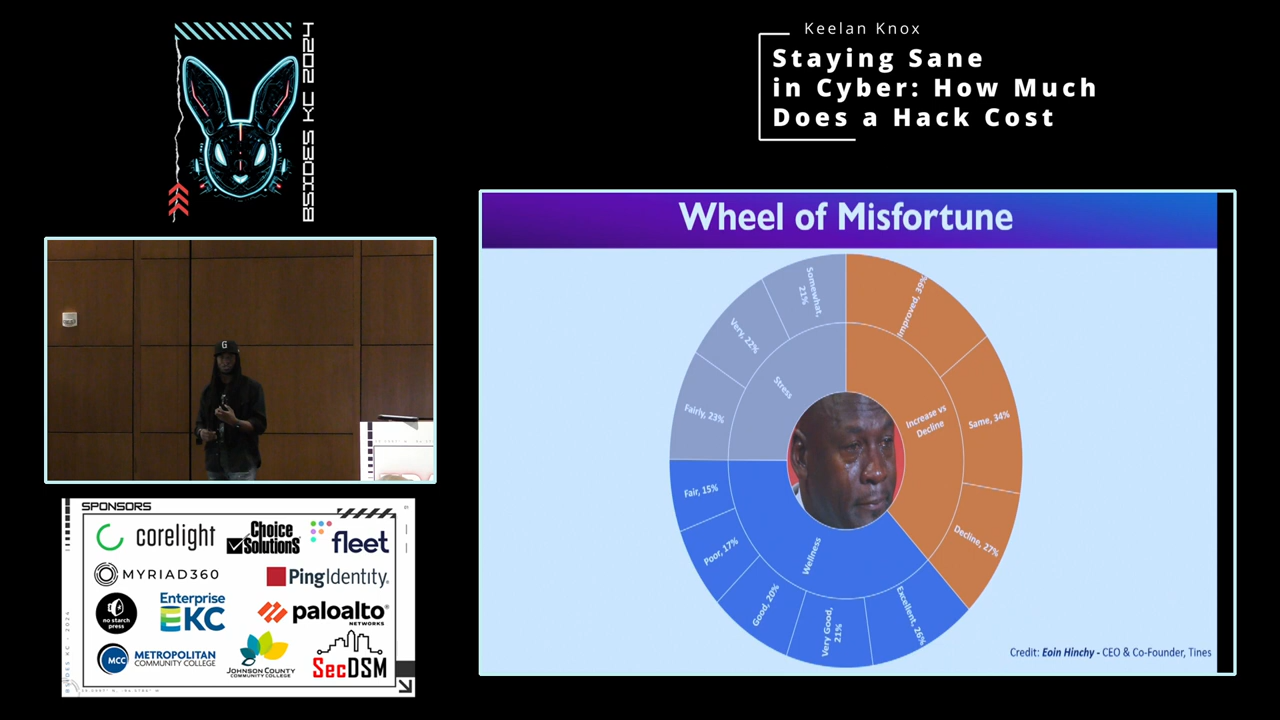 BSIDES KC 2024
Keelan Knox
Staying Sane
in Cyber: How Much
Does a Hack Cost
Wheel of Misfortune
Somewhat,
21%
Very, 22%
Fairly, 23%
Stress
Improved, 39%
Same, 34%
Decline, 27%
Increase vs
Decline
Fair, 15%
Poor, 17%
Good, 20%
Very Good,
21%
Excellent, 26%
Wellness
Credit: Eoin Hinchy - CEO & Co-Founder, Tines
G
SPONSORS
corelight
Choice
Solutions
fleet
MYRIAD360
PingIdentity
no starch
press
Enterprise
KC
paloalto
NETWORKS
MCC
METROPOLITAN
COMMUNITY COLLEGE
JOHNSON COUNTY
COMMUNITY COLLEGE
SecDSM